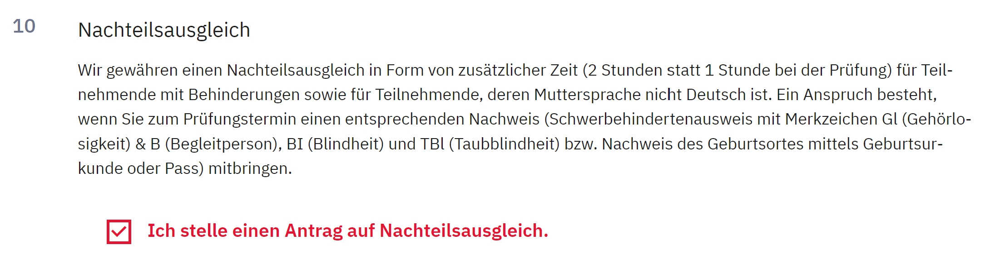 10
Nachteilsausgleich
Wir gewähren einen Nachteilsausgleich in Form von zusätzlicher Zeit (2 Stunden statt 1 Stunde bei der Prüfung) für Teil-
nehmende mit Behinderungen sowie für Teilnehmende, deren Muttersprache nicht Deutsch ist. Ein Anspruch besteht,
wenn Sie zum Prüfungstermin einen entsprechenden Nachweis (Schwerbehindertenausweis mit Merkzeichen Gl (Gehörlo-
sigkeit) & B (Begleitperson), BI (Blindheit) und TBl (Taubblindheit) bzw. Nachweis des Geburtsortes mittels Geburtsur-
kunde oder Pass) mitbringen.
Ich stelle einen Antrag auf Nachteilsausgleich.